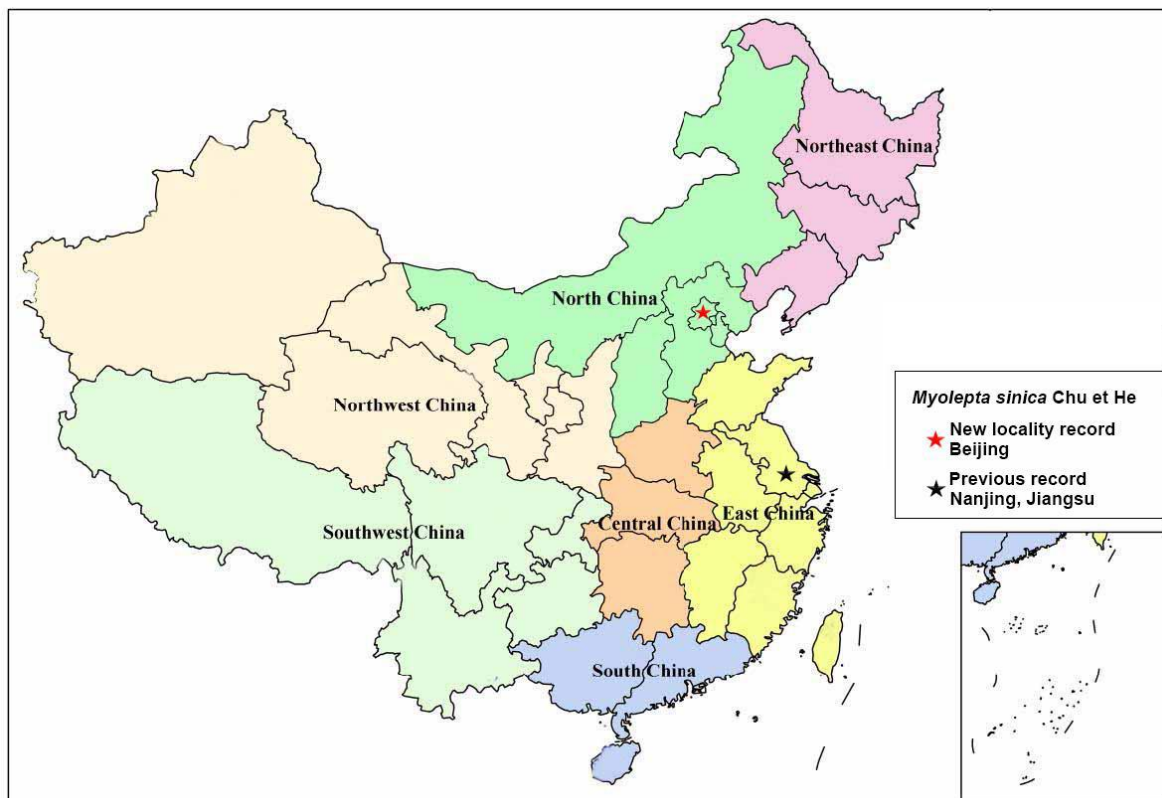 Northeast China
North China
Northwest China
Myolepta sinica Chu et He
New locality record
Beijing
Previous record
Nanjing, Jiangsu
Southwest China
Central China
East China
South China